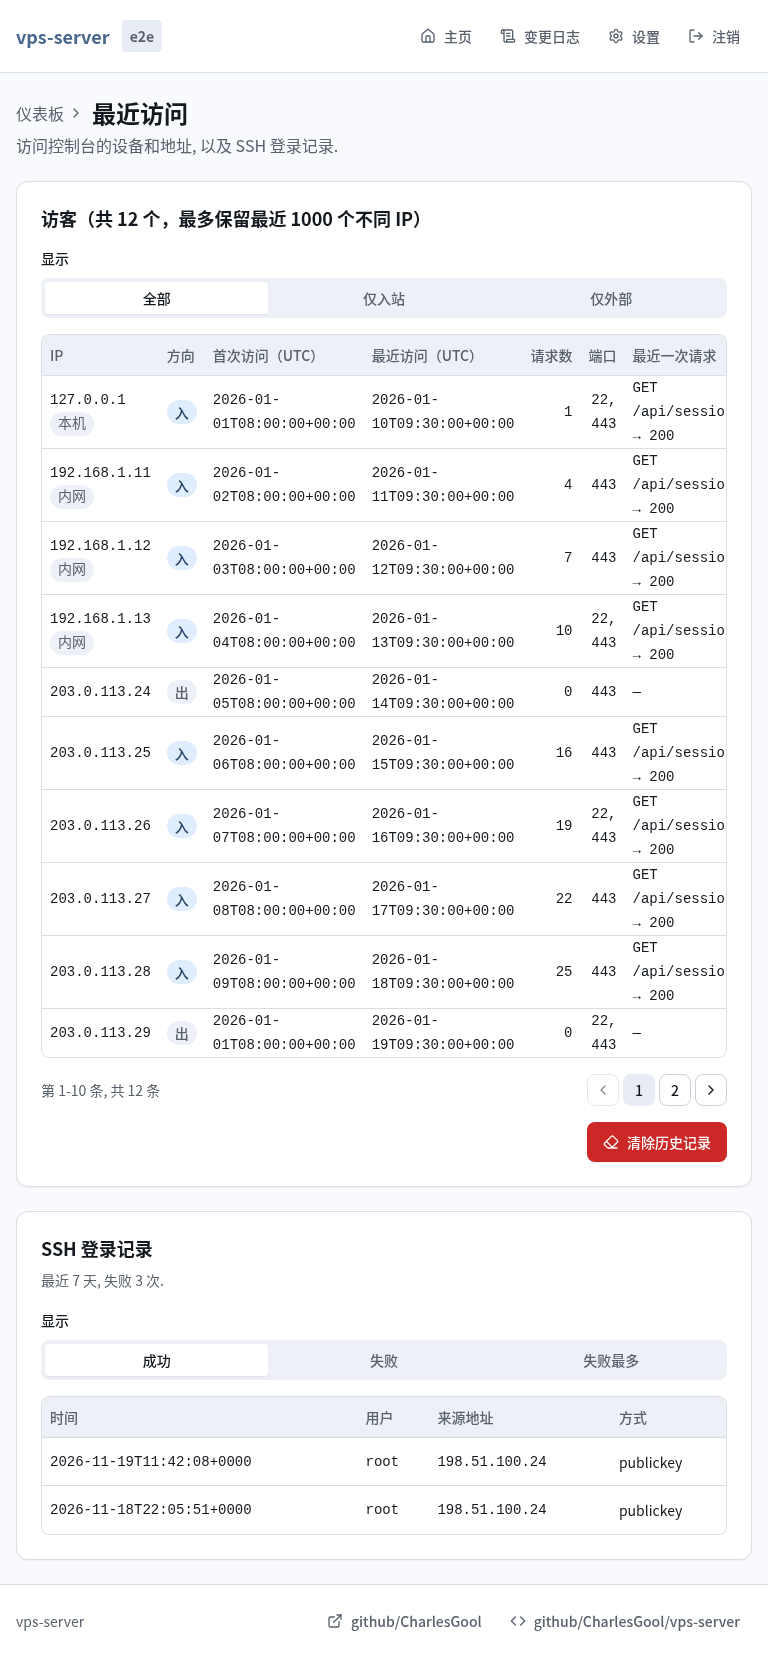 vps-server e2e 主页 变更日志 设置 注销
仪表板 > 最近访问
访问控制台的设备和地址, 以及 SSH 登录记录.
访客（共 12 个，最多保留最近 1000 个不同 IP）
显示
全部 仅入站 仅外部
IP 方向 首次访问（UTC） 最近访问（UTC） 请求数 端口 最近一次请求
127.0.0.1 本机 入 2026-01-01T08:00:00+00:00 2026-01-10T09:30:00+00:00 1 22, 443 GET /api/sessio → 200
192.168.1.11 内网 入 2026-01-02T08:00:00+00:00 2026-01-11T09:30:00+00:00 4 443 GET /api/sessio → 200
192.168.1.12 内网 入 2026-01-03T08:00:00+00:00 2026-01-12T09:30:00+00:00 7 443 GET /api/sessio → 200
192.168.1.13 内网 入 2026-01-04T08:00:00+00:00 2026-01-13T09:30:00+00:00 10 22, 443 GET /api/sessio → 200
203.0.113.24 出 2026-01-05T08:00:00+00:00 2026-01-14T09:30:00+00:00 0 443 —
203.0.113.25 入 2026-01-06T08:00:00+00:00 2026-01-15T09:30:00+00:00 16 443 GET /api/sessio → 200
203.0.113.26 入 2026-01-07T08:00:00+00:00 2026-01-16T09:30:00+00:00 19 22, 443 GET /api/sessio → 200
203.0.113.27 入 2026-01-08T08:00:00+00:00 2026-01-17T09:30:00+00:00 22 443 GET /api/sessio → 200
203.0.113.28 入 2026-01-09T08:00:00+00:00 2026-01-18T09:30:00+00:00 25 443 GET /api/sessio → 200
203.0.113.29 出 2026-01-01T08:00:00+00:00 2026-01-19T09:30:00+00:00 0 22, 443 —
第 1-10 条, 共 12 条 1 2
清除历史记录
SSH 登录记录
最近 7 天, 失败 3 次.
显示
成功 失败 失败最多
时间 用户 来源地址 方式
2026-11-19T11:42:08+0000 root 198.51.100.24 publickey
2026-11-18T22:05:51+0000 root 198.51.100.24 publickey
vps-server github/CharlesGool github/CharlesGool/vps-server